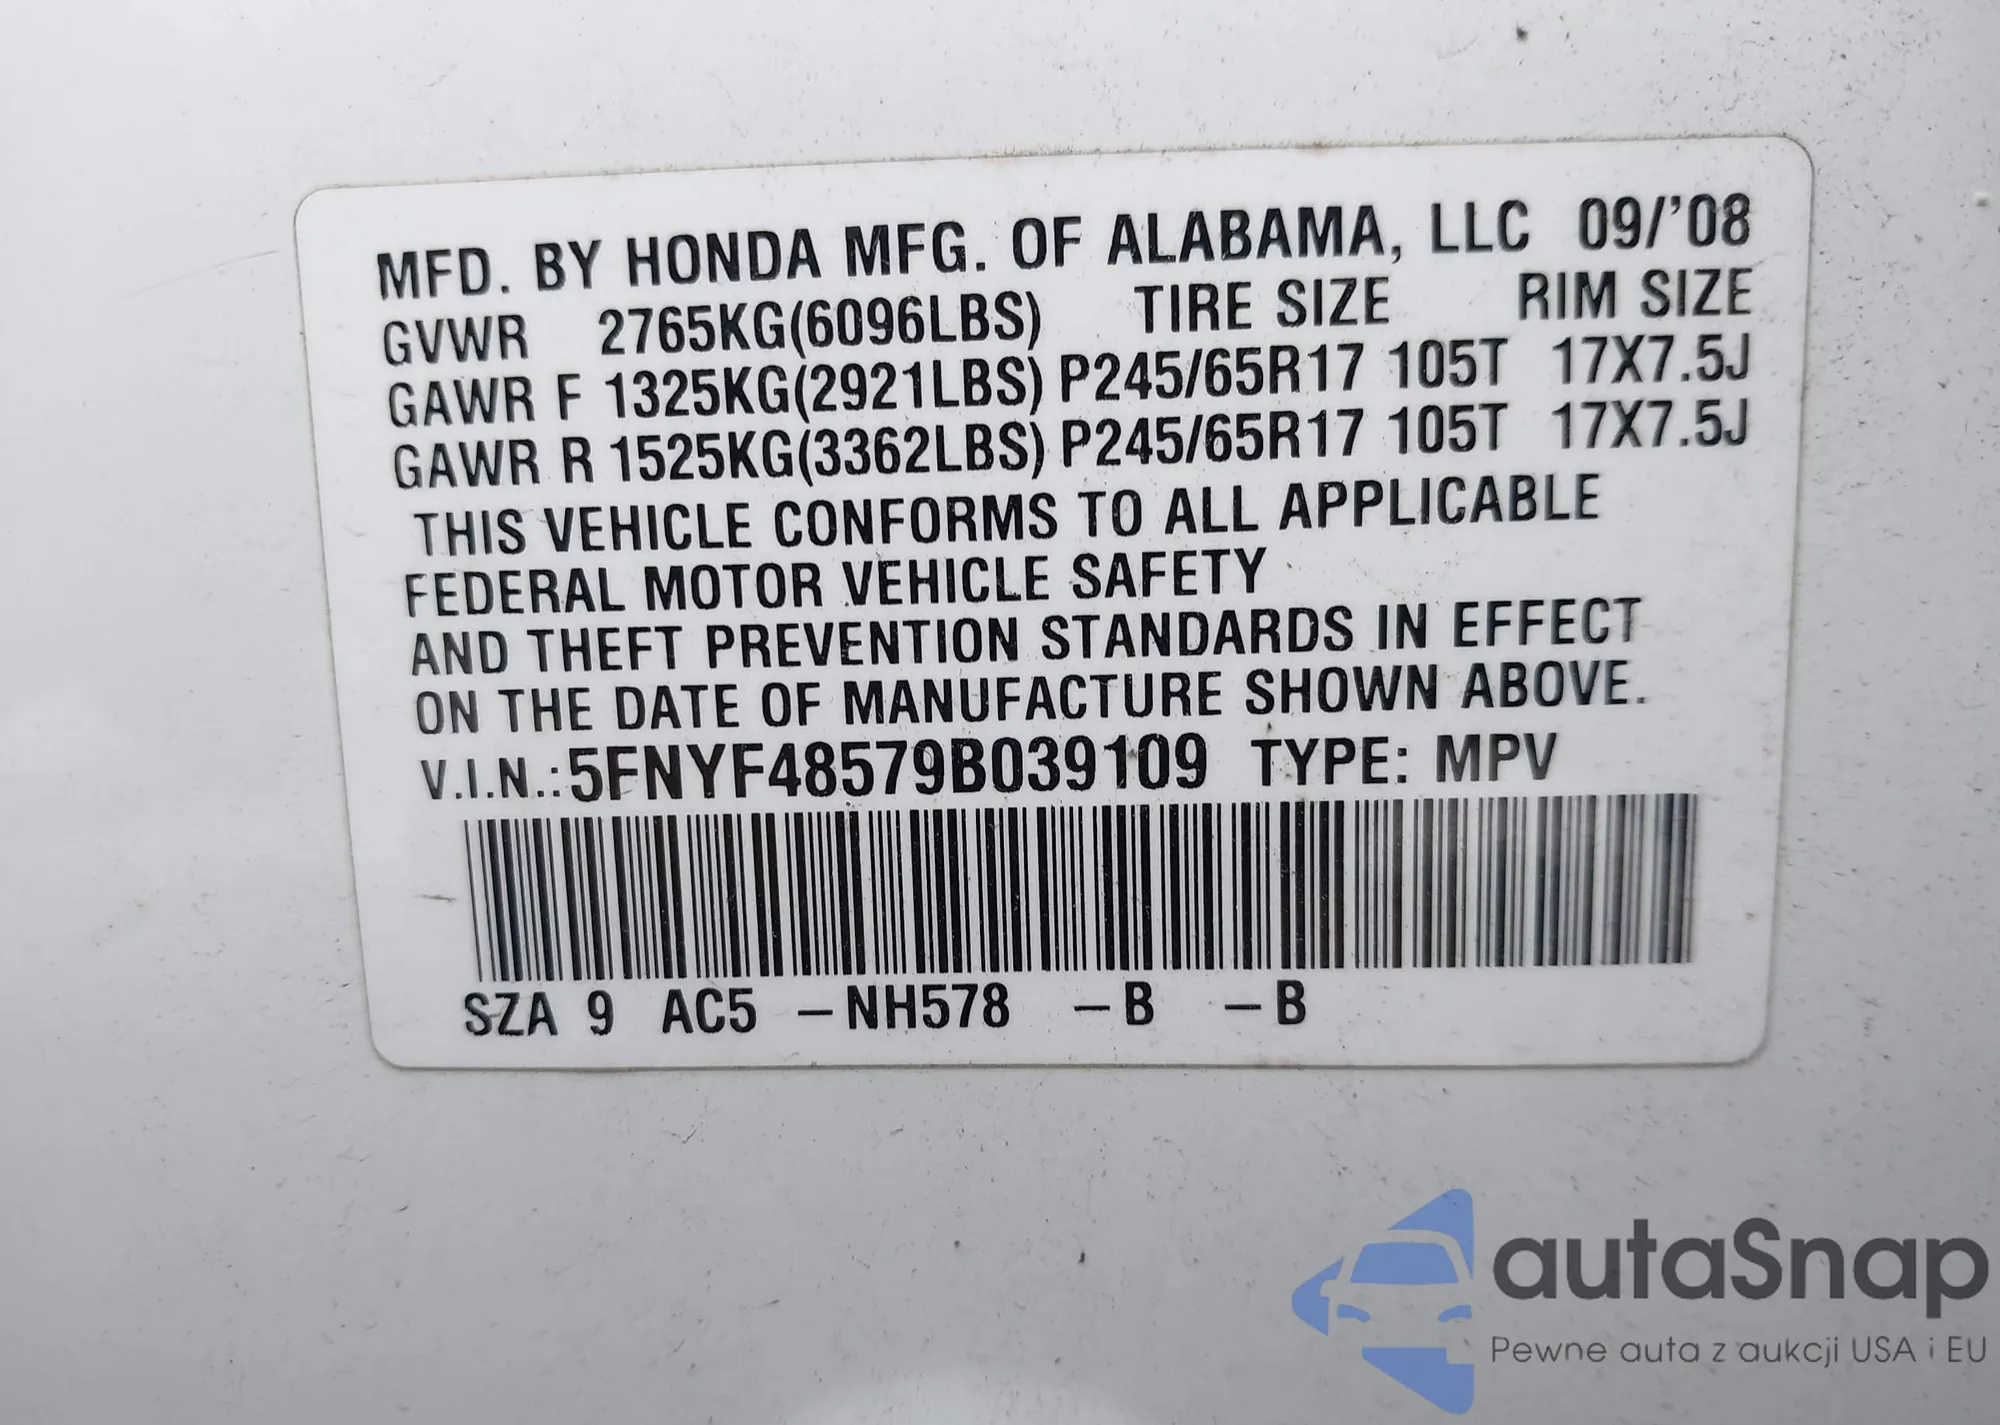 MFD. BY HONDA MFG. OF ALABAMA, LLC 09/'08
GVWR 2765KG(6096LBS) TIRE SIZE RIM SIZE
GAWR F 1325KG(2921LBS) P245/65R17 105T 17X7.5J
GAWR R 1525KG(3362LBS) P245/65R17 105T 17X7.5J
THIS VEHICLE CONFORMS TO ALL APPLICABLE
FEDERAL MOTOR VEHICLE SAFETY
AND THEFT PREVENTION STANDARDS IN EFFECT
ON THE DATE OF MANUFACTURE SHOWN ABOVE.
V.I.N.:5FNYF48579B039109 TYPE: MPV
SZA 9 AC5 –NH578 –B –B
autaSnap
Pewne auta z aukcji USA i EU